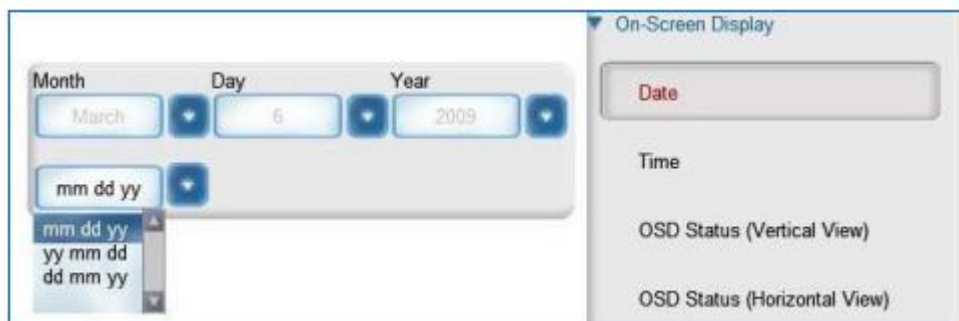 Month Day Year
March 6 2009
mm dd yy
mm dd yy
yy mm dd
dd mm yy
On-Screen Display
Date
Time
OSD Status (Vertical View)
OSD Status (Horizontal View)